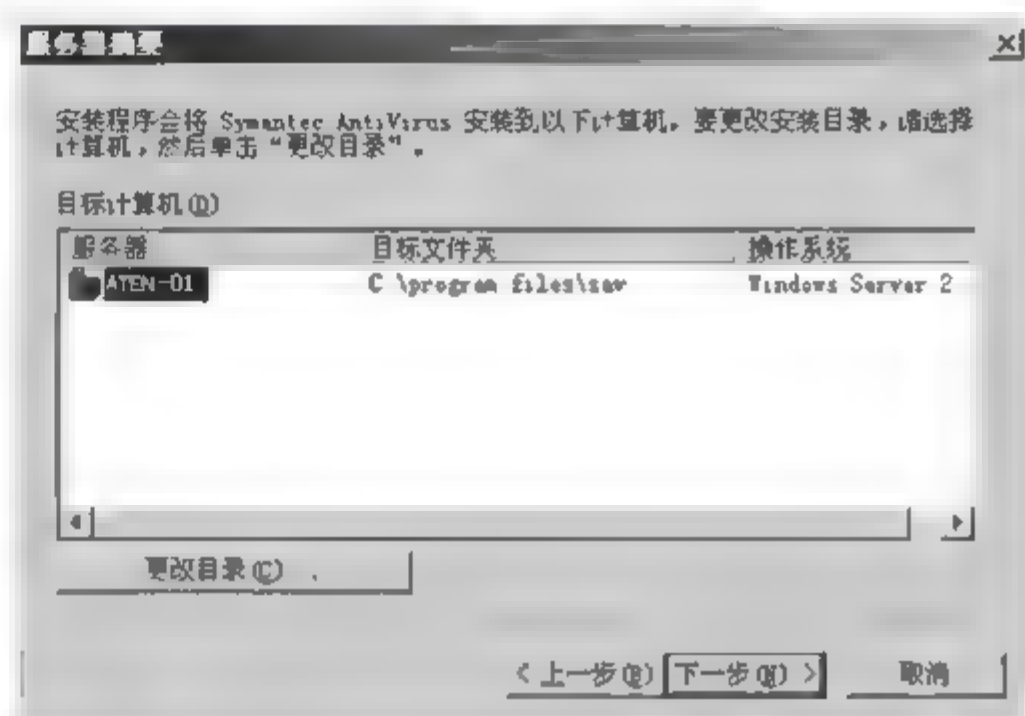 服务器摘要
安装程序会将 Symantec AntiVirus 安装到以下计算机。要更改安装目录，请选择
计算机，然后单击“更改目录”。
目标计算机(D)
服务器 目标文件夹 操作系统
ATEN-01 C \program files\sav Windows Server 2
更改目录(C)
< 上一步(B) 下一步(N) > 取消